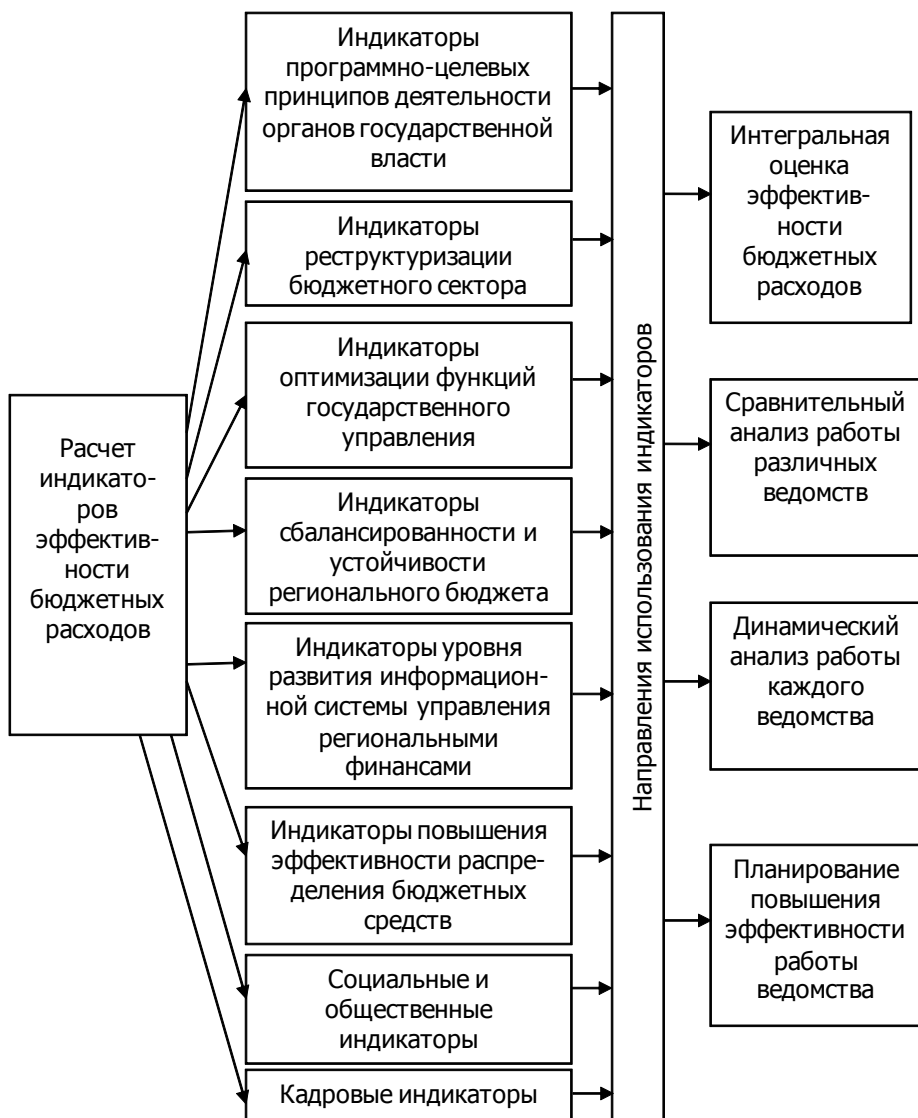 Расчет
индикато-
ров
эффектив-
ности
бюджетных
расходов
Индикаторы
программно-целевых
принципов деятельности
органов государственной
власти
Индикаторы
реструктуризации
бюджетного сектора
Индикаторы
оптимизации функций
государственного
управления
Индикаторы
сбалансированности и
устойчивости
регионального бюджета
Индикаторы уровня
развития информацион-
ной системы управления
региональными
финансами
Индикаторы повышения
эффективности распре-
деления бюджетных
средств
Социальные и
общественные
индикаторы
Кадровые индикаторы
Направления использования индикаторов
Интегральная
оценка
эффектив-
ности
бюджетных
расходов
Сравнительный
анализ работы
различных
ведомств
Динамический
анализ работы
каждого
ведомства
Планирование
повышения
эффективности
работы
ведомства